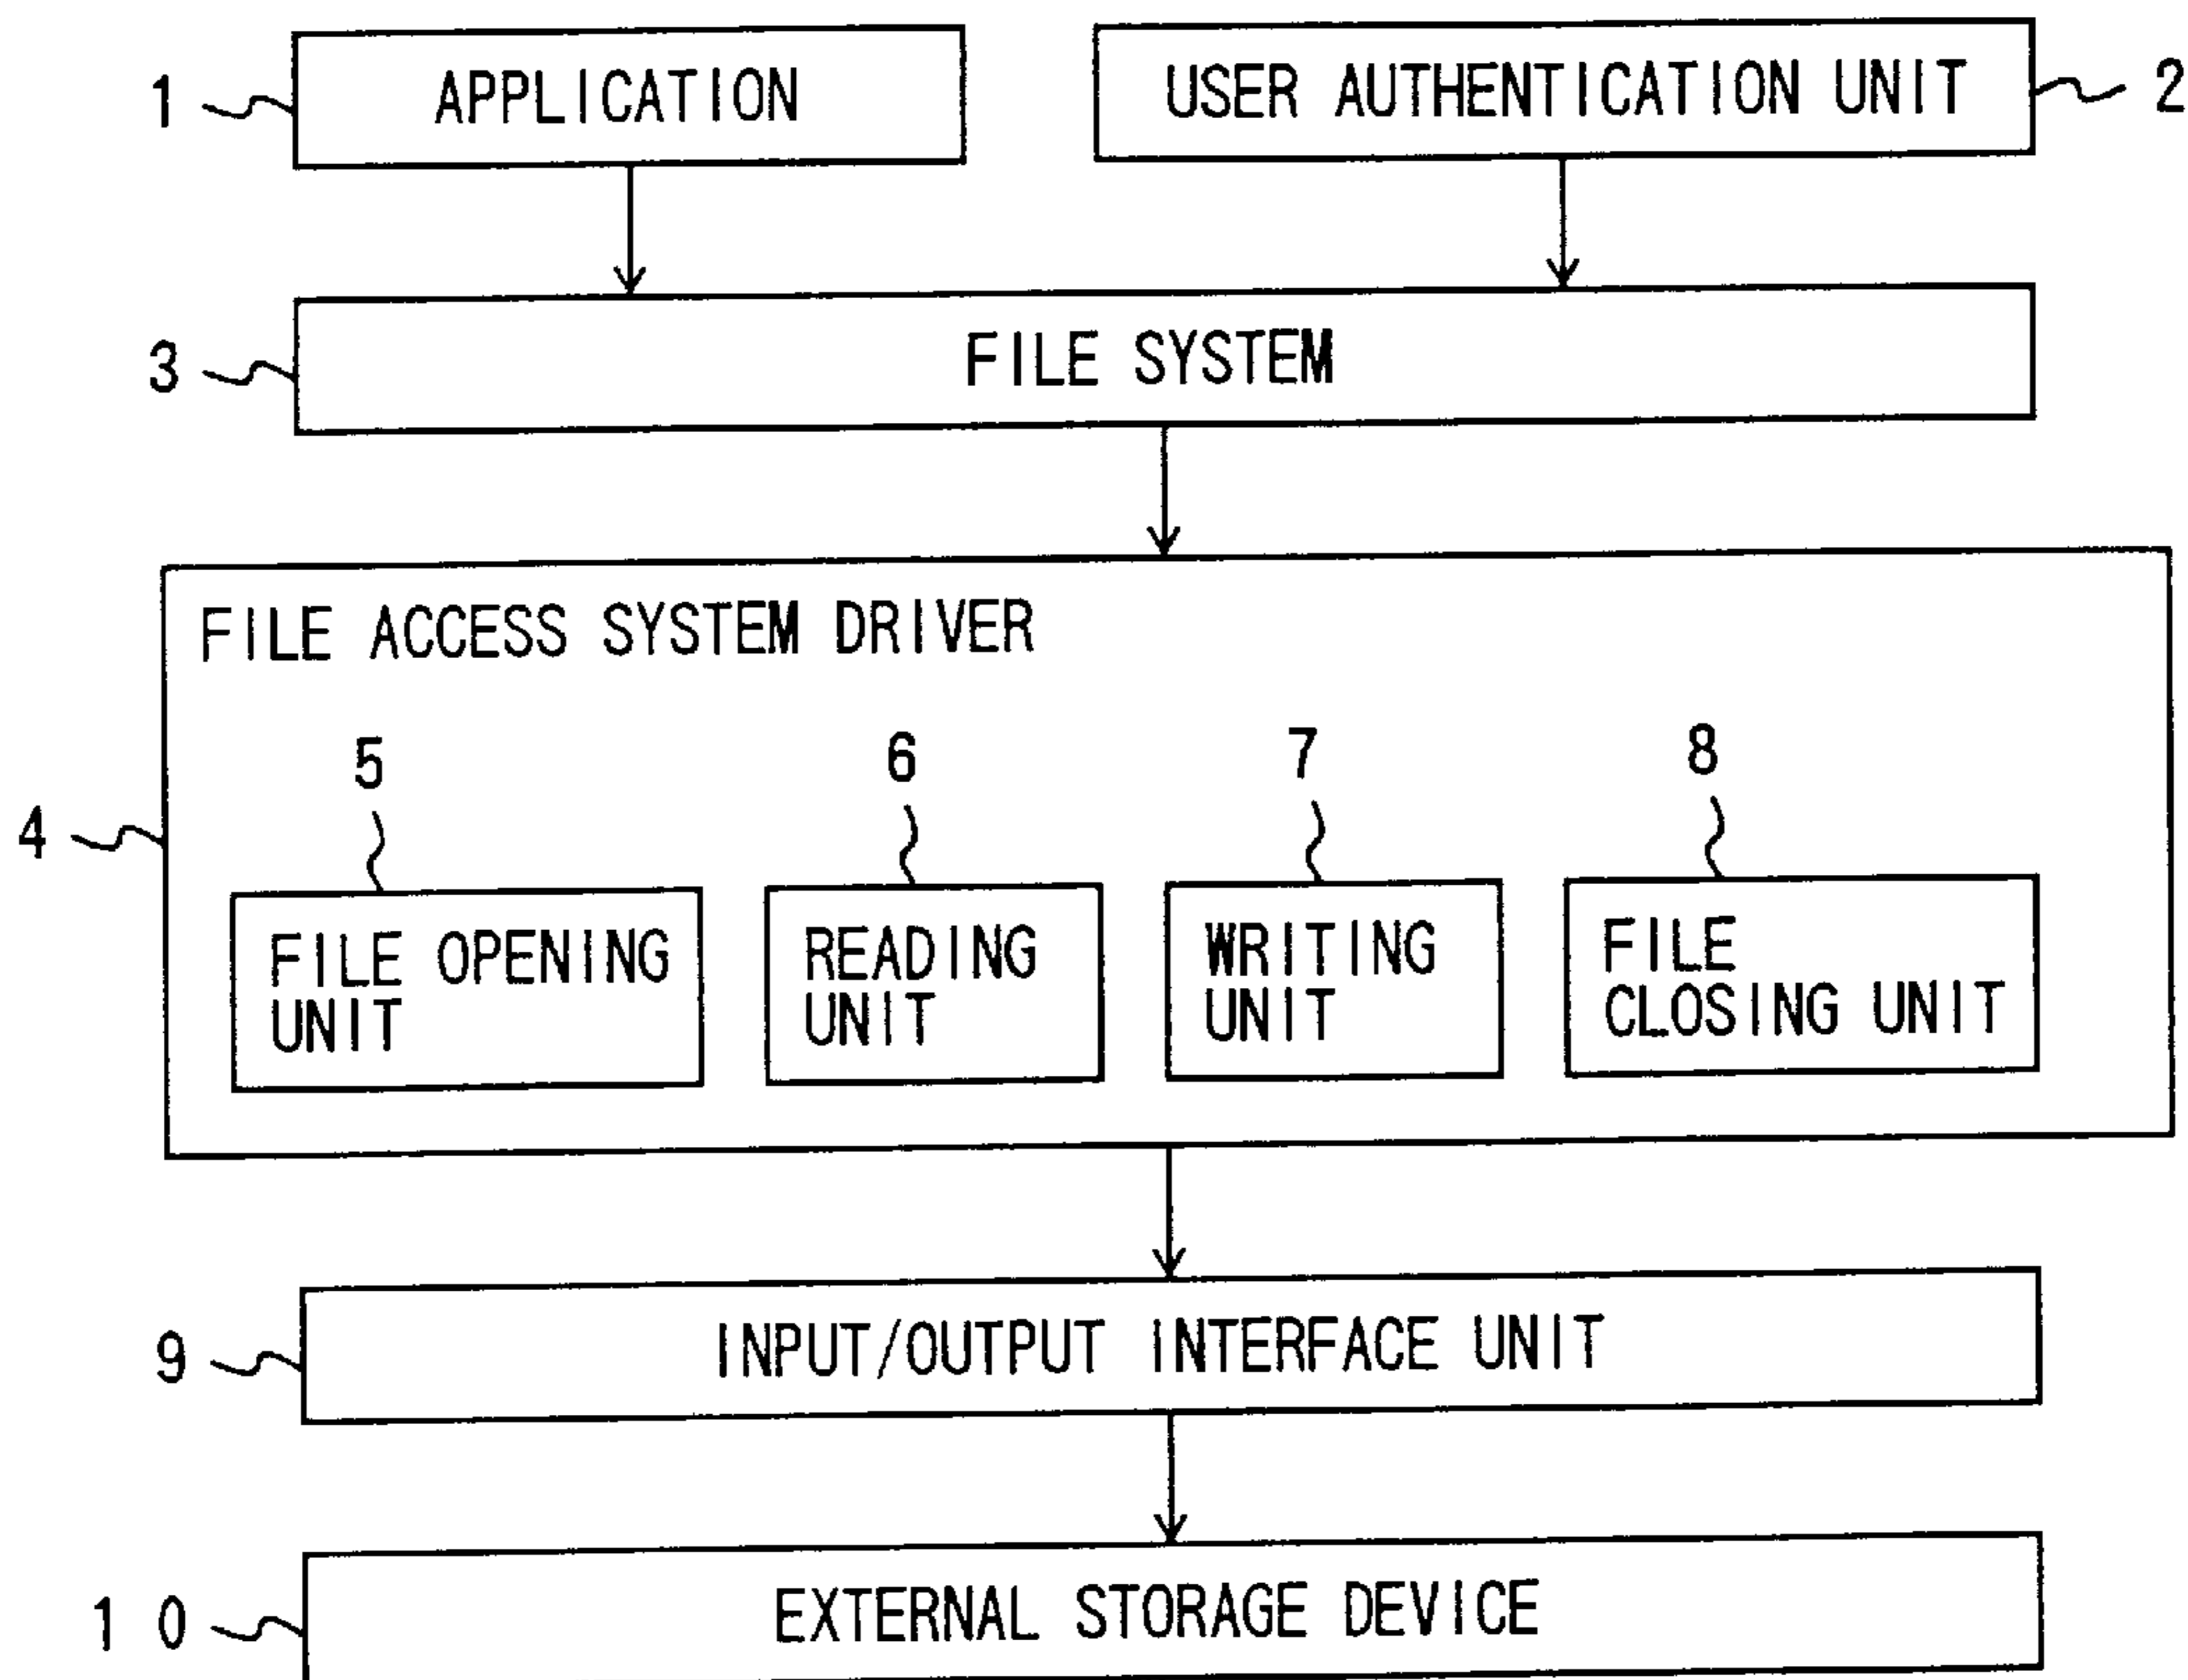 1
APPLICATION
USER AUTHENTICATION UNIT
2
3
FILE SYSTEM
FILE ACCESS SYSTEM DRIVER
4
5
6
7
8
FILE OPENING
UNIT
READING
UNIT
WRITING
UNIT
FILE
CLOSING UNIT
9
INPUT/OUTPUT INTERFACE UNIT
10
EXTERNAL STORAGE DEVICE